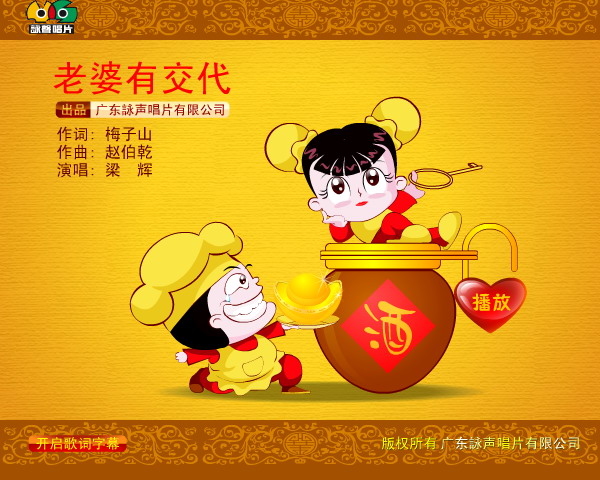 詠聲唱片
老婆有交代
出品 广东詠声唱片有限公司
作词：梅子山
作曲：赵伯乾
演唱：梁 辉
酒
播放
开启歌词字幕
版权所有 广东詠声唱片有限公司